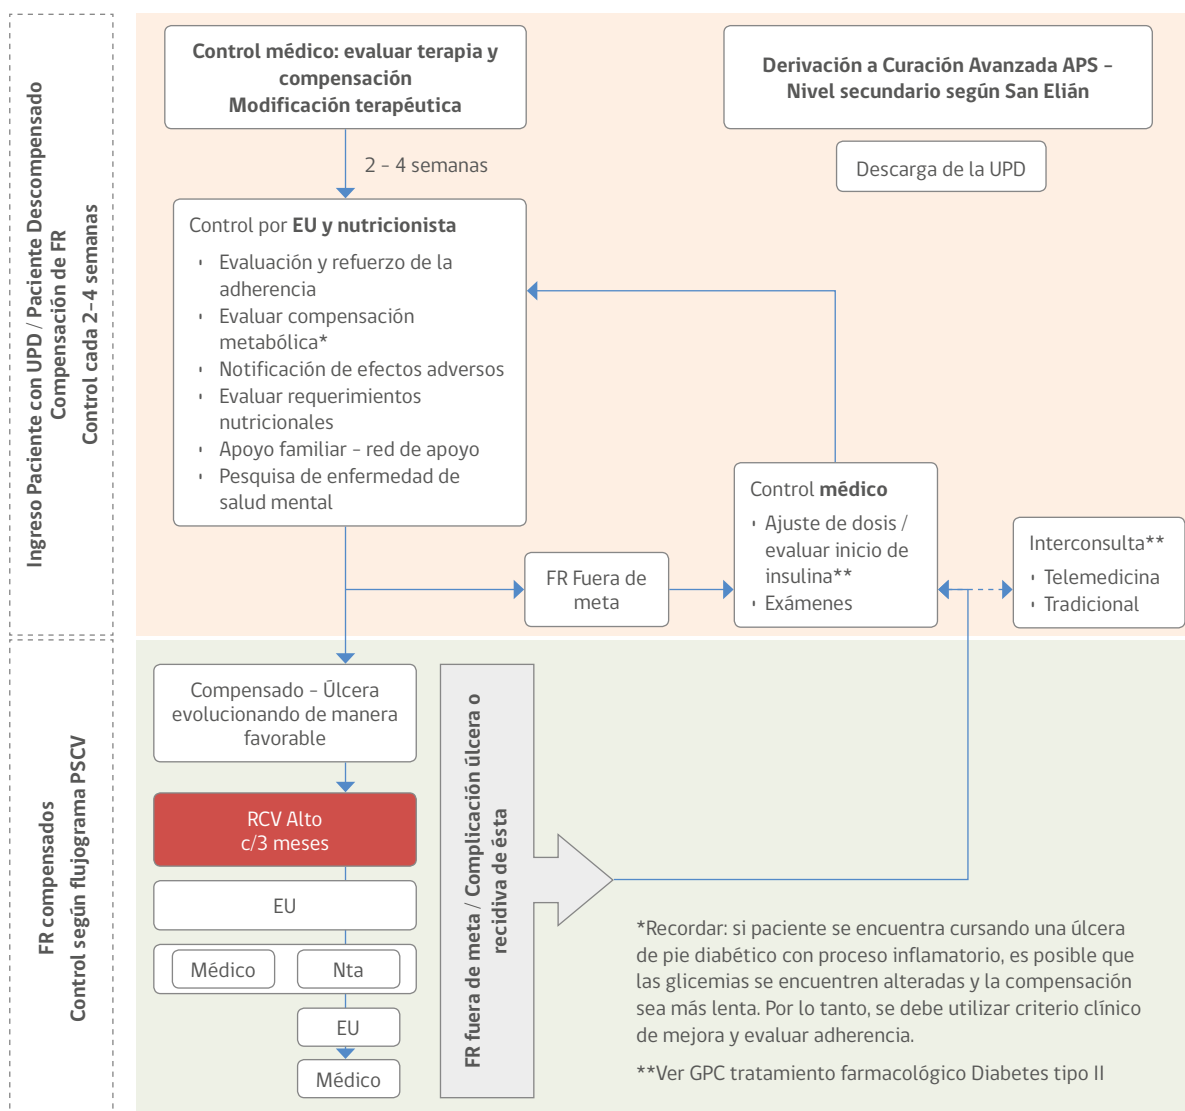 Ingreso Paciente con UPD / Paciente Descompensado
Compensación de FR
Control cada 2–4 semanas
Control médico: evaluar terapia y
compensación
Modificación terapéutica
Derivación a Curación Avanzada APS –
Nivel secundario según San Elián
Descarga de la UPD
2 – 4 semanas
Control por EU y nutricionista
Evaluación y refuerzo de la
adherencia
Evaluar compensación
metabólica*
Notificación de efectos adversos
Evaluar requerimientos
nutricionales
Apoyo familiar – red de apoyo
Pesquisa de enfermedad de
salud mental
FR Fuera de
meta
Control médico
Ajuste de dosis /
evaluar inicio de
insulina**
Exámenes
Interconsulta**
Telemedicina
Tradicional
FR compensados
Control según flujograma PSCV
Compensado – Úlcera
evolucionando de manera
favorable
RCV Alto
c/3 meses
EU
Médico
Nta
EU
Médico
FR fuera de meta / Complicación úlcera o
recidiva de ésta
*Recordar: si paciente se encuentra cursando una úlcera
de pie diabético con proceso inflamatorio, es posible que
las glicemias se encuentren alteradas y la compensación
sea más lenta. Por lo tanto, se debe utilizar criterio clínico
de mejora y evaluar adherencia.
**Ver GPC tratamiento farmacológico Diabetes tipo II